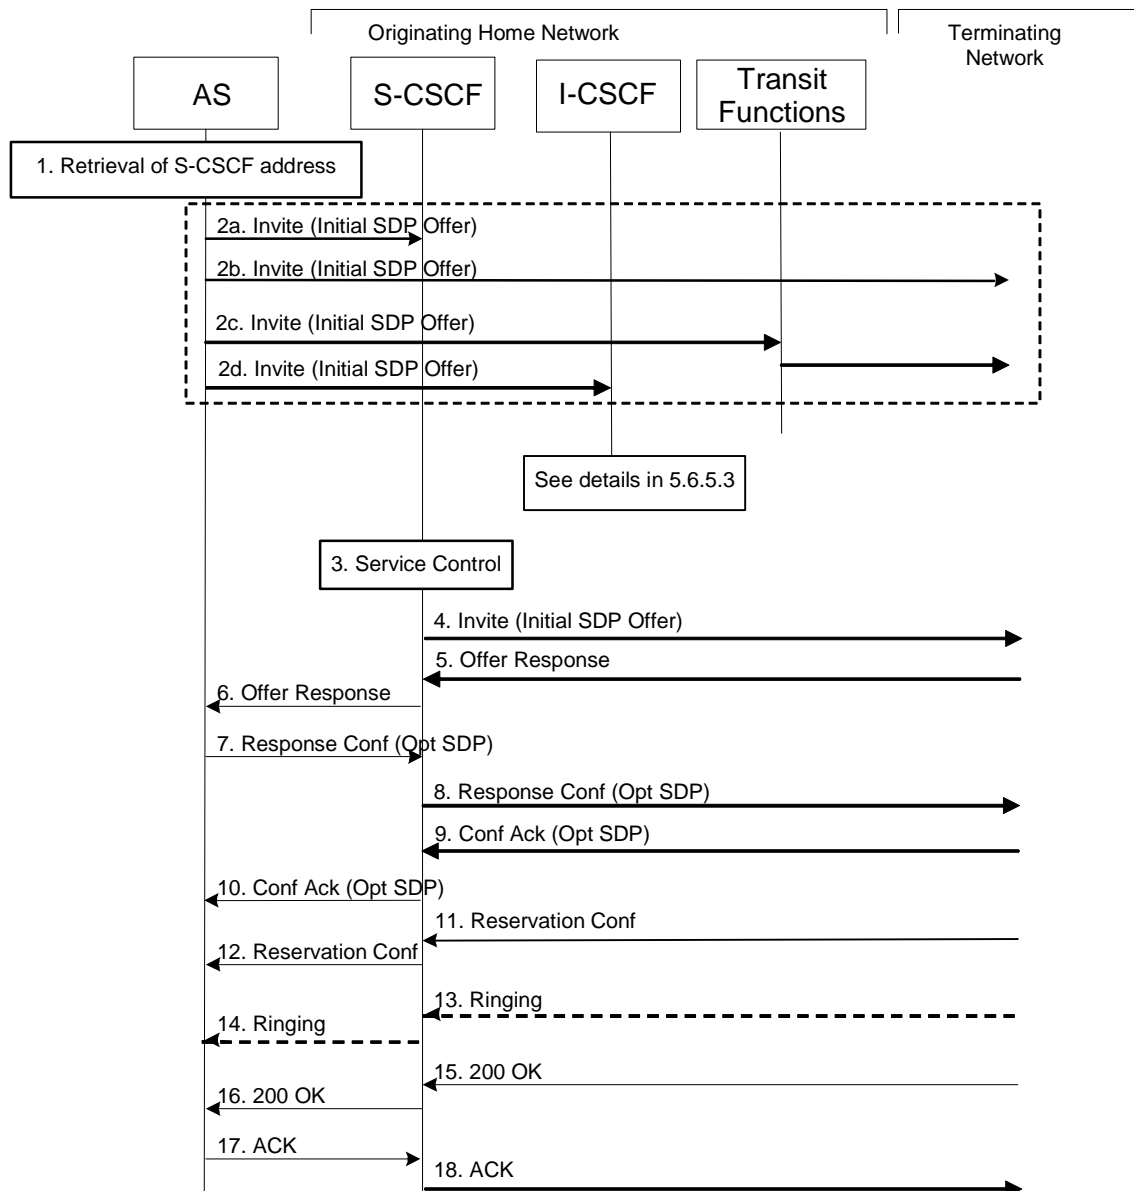 Originating Home Network
Terminating
Network
AS
S-CSCF
I-CSCF
Transit
Functions
1. Retrieval of S-CSCF address
2a. Invite (Initial SDP Offer)
2b. Invite (Initial SDP Offer)
2c. Invite (Initial SDP Offer)
2d. Invite (Initial SDP Offer)
See details in 5.6.5.3
3. Service Control
4. Invite (Initial SDP Offer)
5. Offer Response
6. Offer Response
7. Response Conf (Opt SDP)
8. Response Conf (Opt SDP)
9. Conf Ack (Opt SDP)
10. Conf Ack (Opt SDP)
11. Reservation Conf
12. Reservation Conf
13. Ringing
14. Ringing
15. 200 OK
16. 200 OK
17. ACK
18. ACK